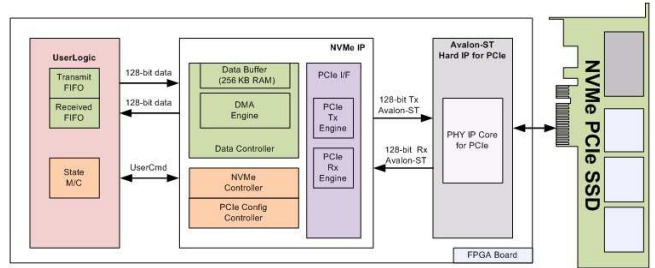 UserLogic
Transmit
FIFO
Received
FIFO
State
M/C
128-bit data
128-bit data
UserCmd
NVMe IP
Data Buffer
(256 KB RAM)
DMA
Engine
Data Controller
NVMe
Controller
PCIe Config
Controller
PCIe I/F
PCIe
Tx
Engine
PCIe
Rx
Engine
128-bit Tx
Avalon-ST
128-bit Rx
Avalon-ST
Avalon-ST
Hard IP for PCIe
PHY IP Core
for PCIe
FPGA Board
NVMe PCIe SSD